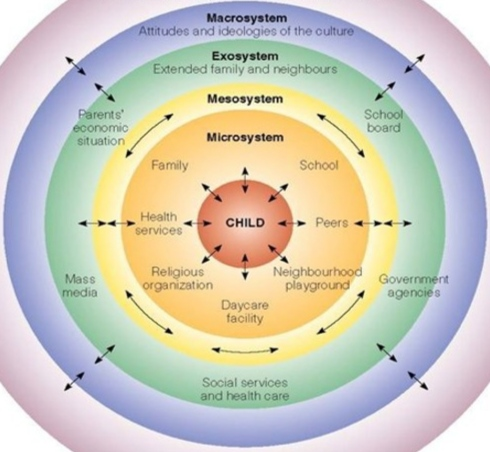 Macrosystem
Attitudes and ideologies of the culture
Exosystem
Extended family and neighbours
Mesosystem
Parents'
economic
situation
School
board
Microsystem
Family
School
Health
services
CHILD
Peers
Religious
organization
Neighbourhood
playground
Mass
media
Government
agencies
Daycare
facility
Social services
and health care